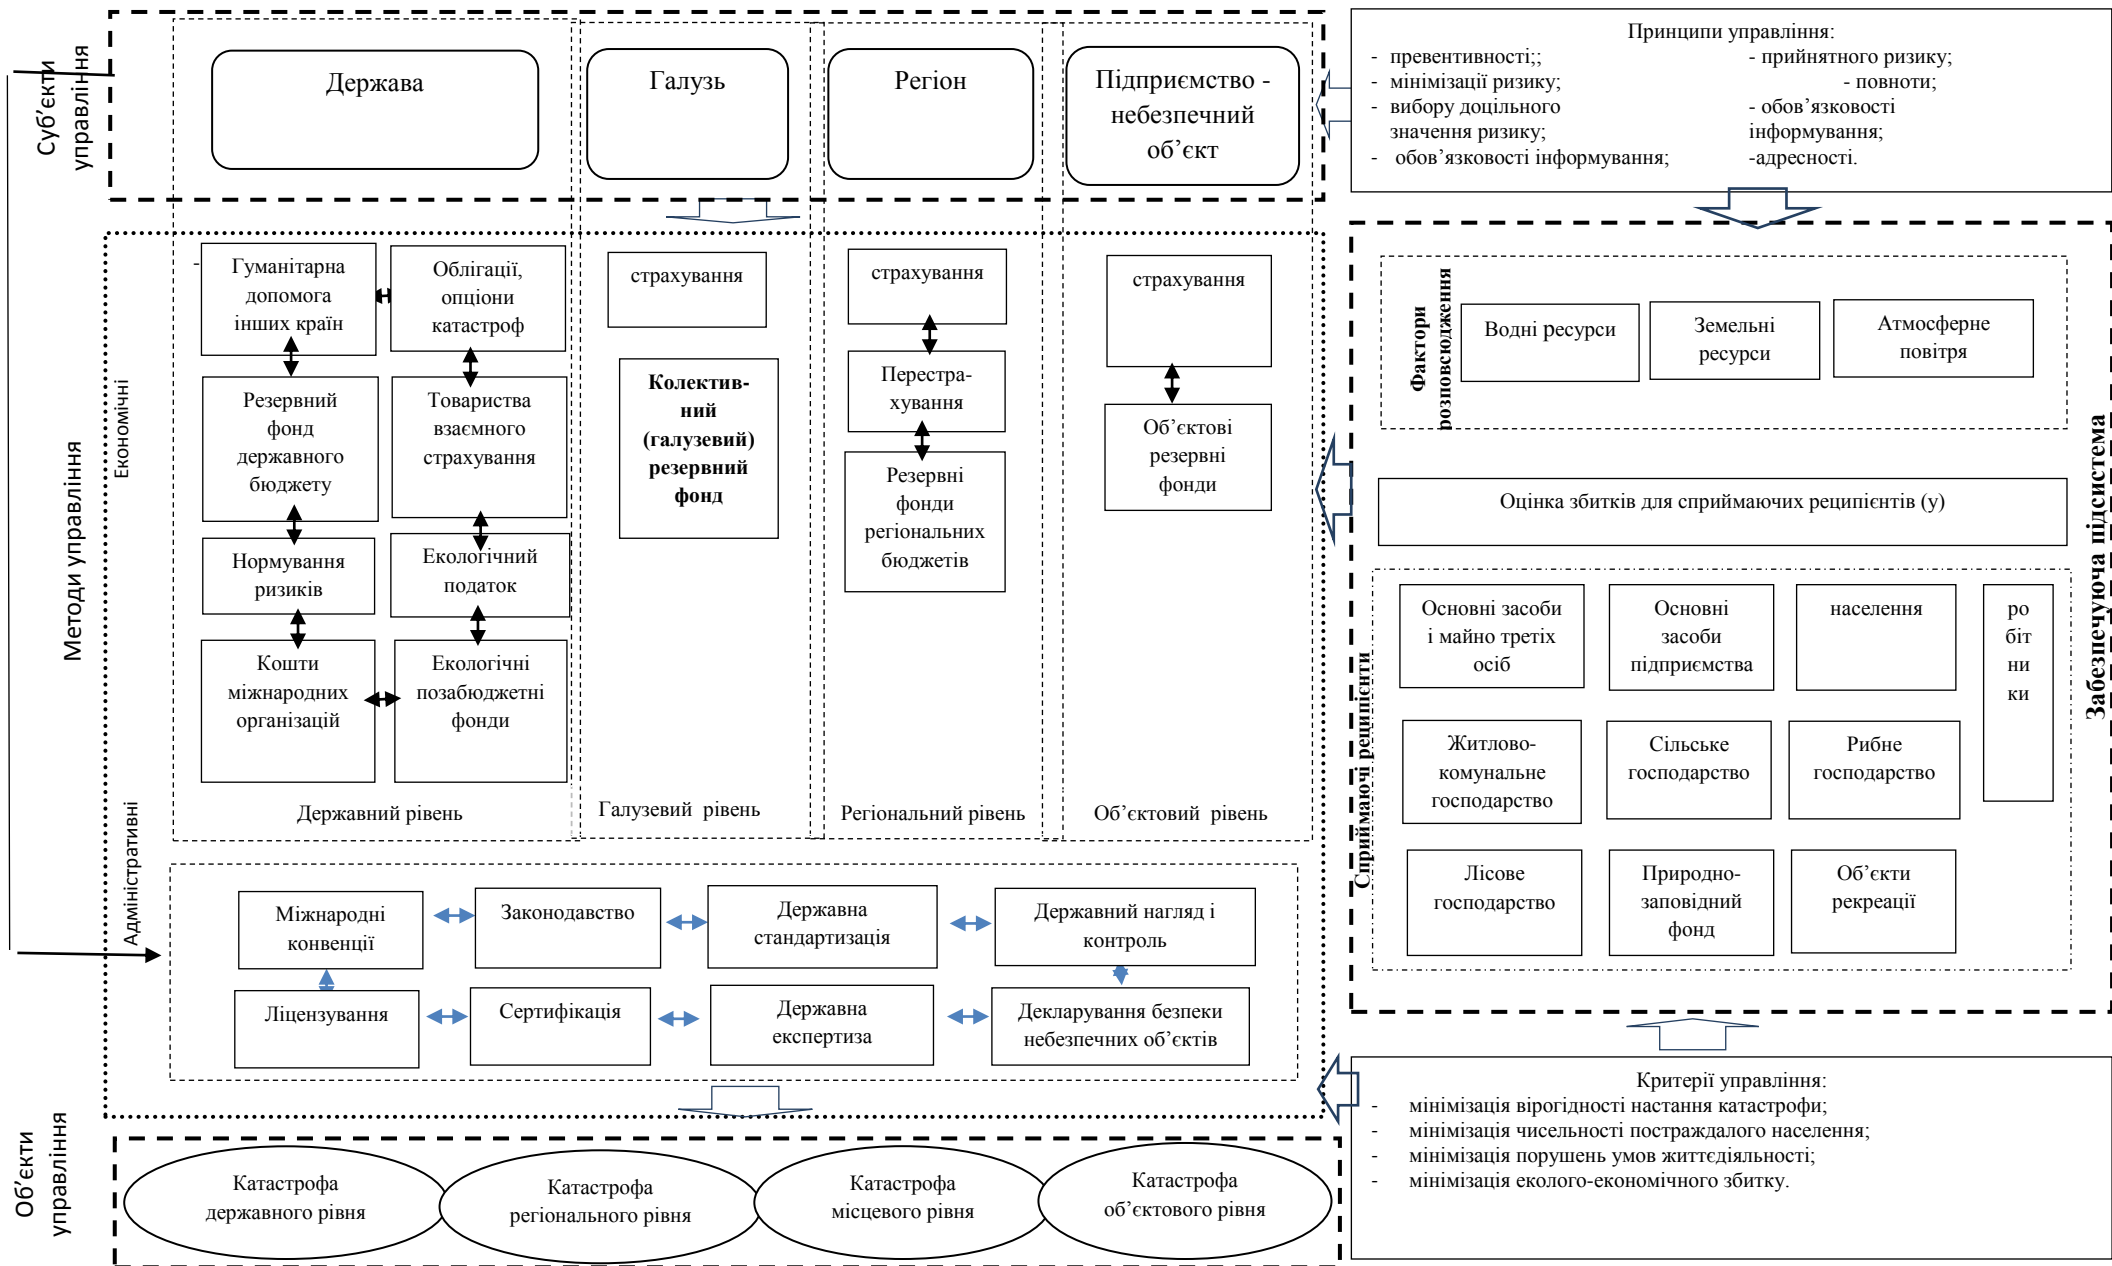 Суб’єкти
управління
Держава
Галузь
Регіон
Підприємство -
небезпечний
об’єкт
Принципи управління:
- превентивності;;
- прийнятного ризику;
- мінімізації ризику;
- повноти;
- вибору доцільного
значення ризику;
- обов’язковості
інформування;
- обов’язковості інформування;
-адресності.
Методи управління
Економічні
-
Гуманітарна
допомога
інших країн
Облігації,
опціони
катастроф
Резервний
фонд
державного
бюджету
Товариства
взаємного
страхування
Нормування
ризиків
Екологічний
податок
Кошти
міжнародних
організацій
Екологічні
позабюджетні
фонди
Державний рівень
страхування
Колектив-
ний
(галузевий)
резервний
фонд
Галузевий рівень
страхування
Перестра-
хування
Резервні
фонди
регіональних
бюджетів
Регіональний рівень
страхування
Об’єктові
резервні
фонди
Об’єктовий рівень
Адміністративні
Міжнародні
конвенції
Законодавство
Державна
стандартизація
Державний нагляд і
контроль
Ліцензування
Сертифікація
Державна
експертиза
Декларування безпеки
небезпечних об’єктів
Забезпечуюча підсистема
Фактори
розповсюдження
Водні ресурси
Земельні
ресурси
Атмосферне
повітря
Оцінка збитків для сприймаючих реципієнтів (у)
Сприймаючі реципієнти
Основні засоби
і майно третіх
осіб
Основні
засоби
підприємства
населення
ро
біт
ни
ки
Житлово-
комунальне
господарство
Сільське
господарство
Рибне
господарство
Лісове
господарство
Природно-
заповідний
фонд
Об’єкти
рекреації
Критерії управління:
- мінімізація вірогідності настання катастрофи;
- мінімізація чисельності постраждалого населення;
- мінімізація порушень умов життєдіяльності;
- мінімізація еколого-економічного збитку.
Об’єкти
управління
Катастрофа
державного рівня
Катастрофа
регіонального рівня
Катастрофа
місцевого рівня
Катастрофа
об’єктового рівня